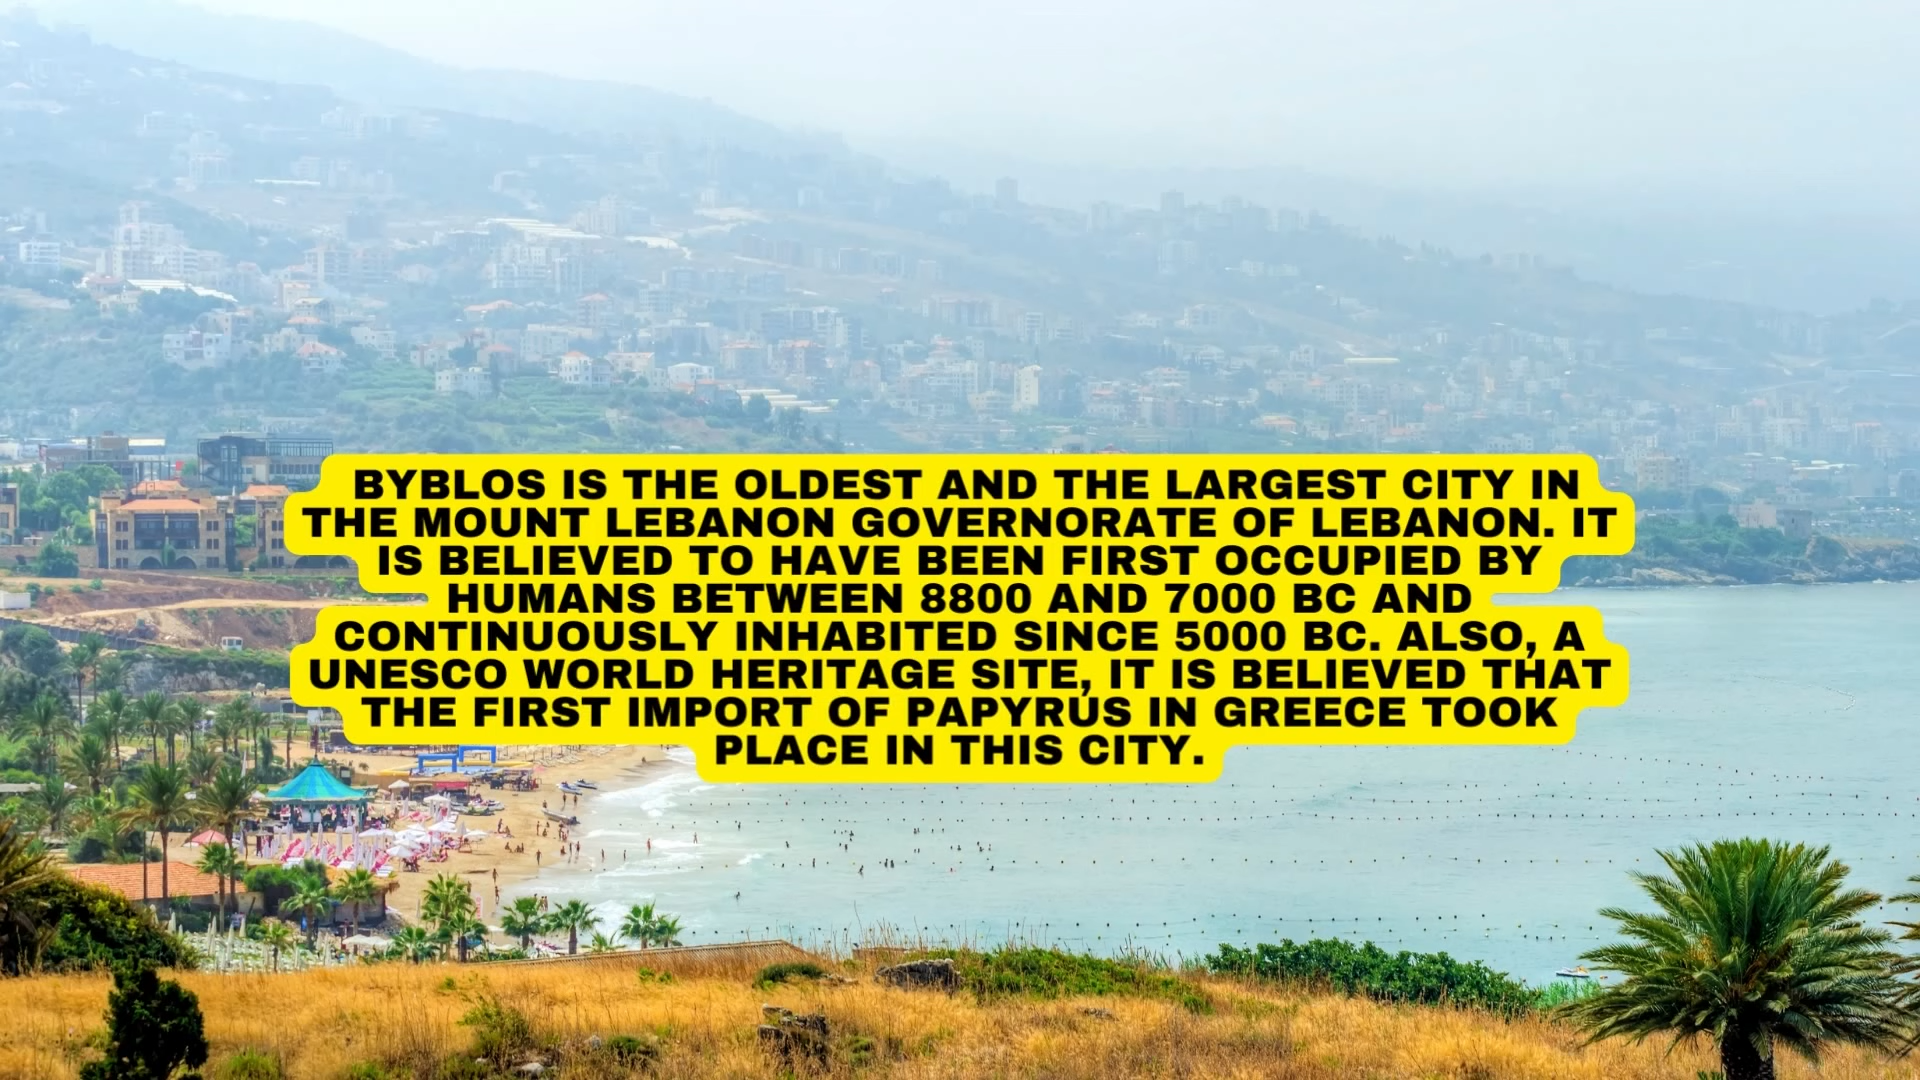 BYBLOS IS THE OLDEST AND THE LARGEST CITY IN
THE MOUNT LEBANON GOVERNORATE OF LEBANON. IT
IS BELIEVED TO HAVE BEEN FIRST OCCUPIED BY
HUMANS BETWEEN 8800 AND 7000 BC AND
CONTINUOUSLY INHABITED SINCE 5000 BC. ALSO, A
UNESCO WORLD HERITAGE SITE, IT IS BELIEVED THAT
THE FIRST IMPORT OF PAPYRUS IN GREECE TOOK
PLACE IN THIS CITY.